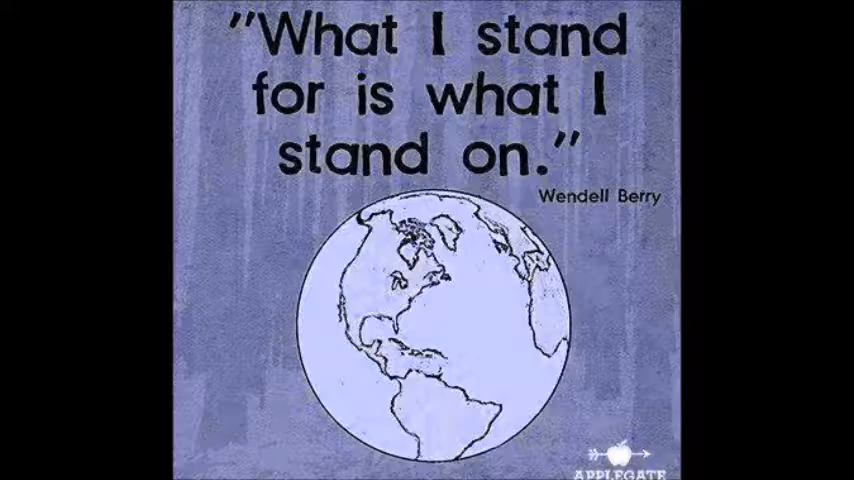 "What I stand
for is what I
stand on."
Wendell Berry
APPLEGATE